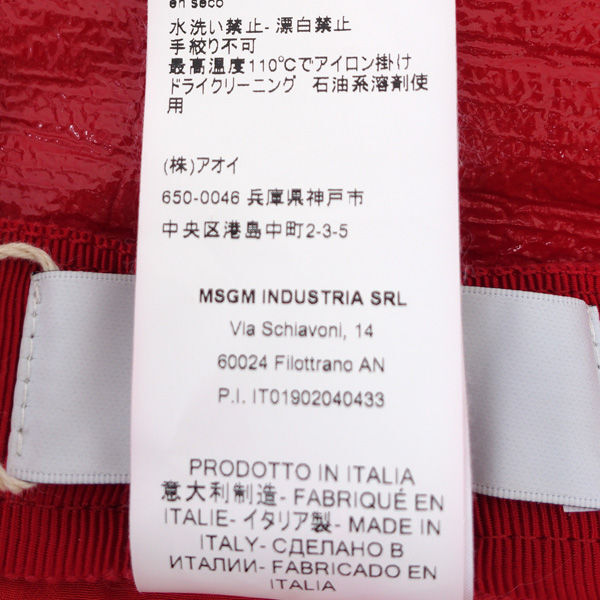 en seco
水洗い禁止- 漂白禁止
手絞り不可
最高温度110℃でアイロン掛け
ドライクリーニング 石油系溶剤使
用
(株)アオイ
650-0046 兵庫県神戸市
中央区港島中町2-3-5
MSGM INDUSTRIA SRL
Via Schiavoni, 14
60024 Filottrano AN
P.I. IT01902040433
PRODOTTO IN ITALIA
意大利制造- FABRIQUÉ EN
ITALIE- イタリア製- MADE IN
ITALY- СДЕЛАНО В
ИТАЛИИ- FABRICADO EN
ITALIA